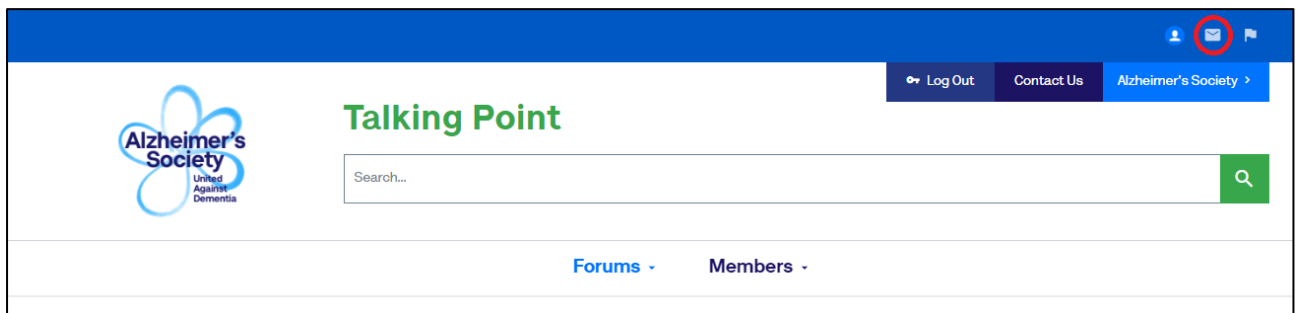 Log Out
Contact Us
Alzheimer's Society >
Talking Point
Alzheimer's
Society
United
Against
Dementia
Search...
Forums
Members